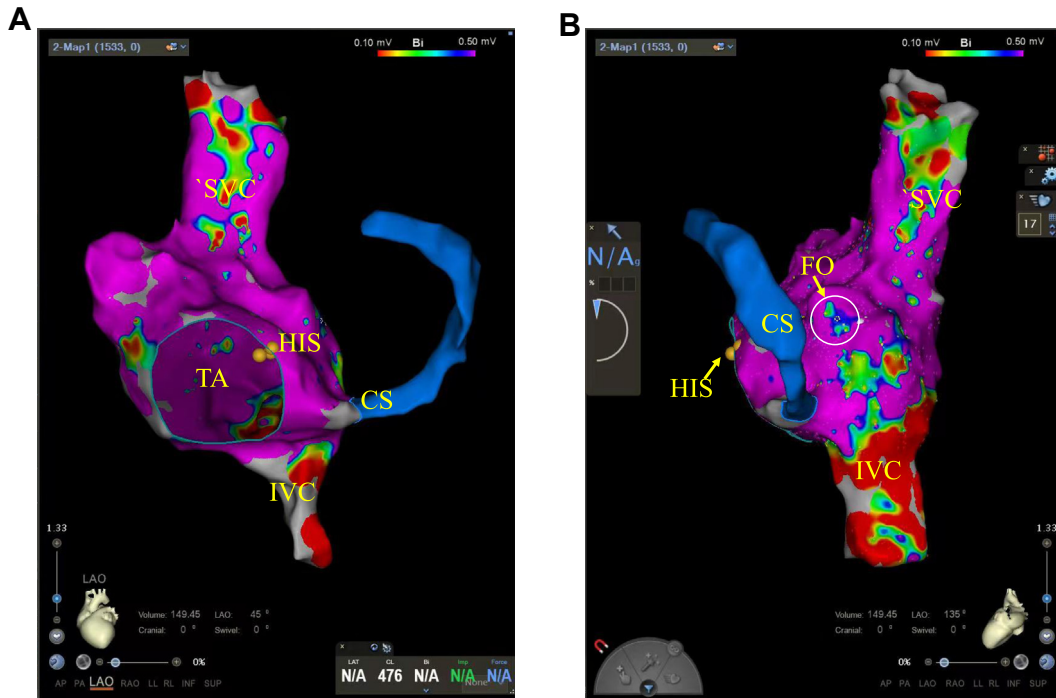 A
2-Map1 (1533, 0)
0.10 mV Bi 0.50 mV
`SVC
HIS
TA
CS
IVC
1.33
LAO
Volume: 149.45 LAO: 45 °
Cranial: 0 ° Swivel: 0 °
0%
AP PA LAO RAO LL RL INF SUP
LAT CL Bi Imp Force
N/A 476 N/A N/A N/A
None
B
2-Map1 (1533, 0)
0.10 mV Bi 0.50 mV
N/A g
%
17
`SVC
FO
CS
HIS
IVC
1.33
Volume: 149.45 LAO: 135 °
Cranial: 0 ° Swivel: 0 °
0%
AP PA LAO RAO LL RL INF SUP